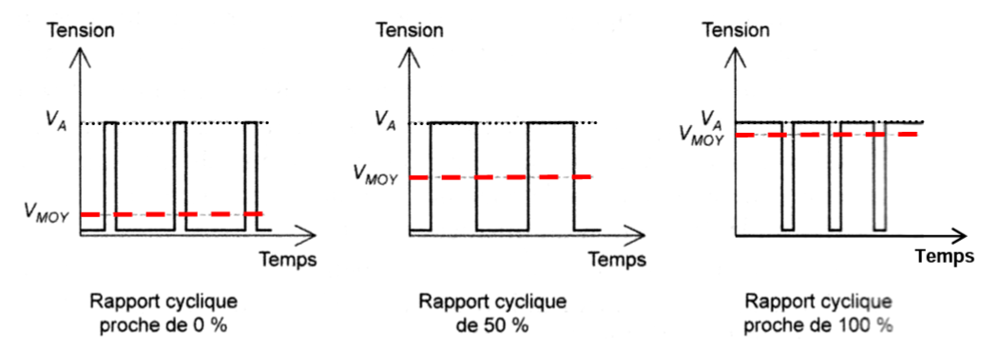 Tension
V_A
V_MOY
Temps
Rapport cyclique
proche de 0 %
Tension
V_A
V_MOY
Temps
Rapport cyclique
de 50 %
Tension
V_A
V_MOY
Temps
Rapport cyclique
proche de 100 %